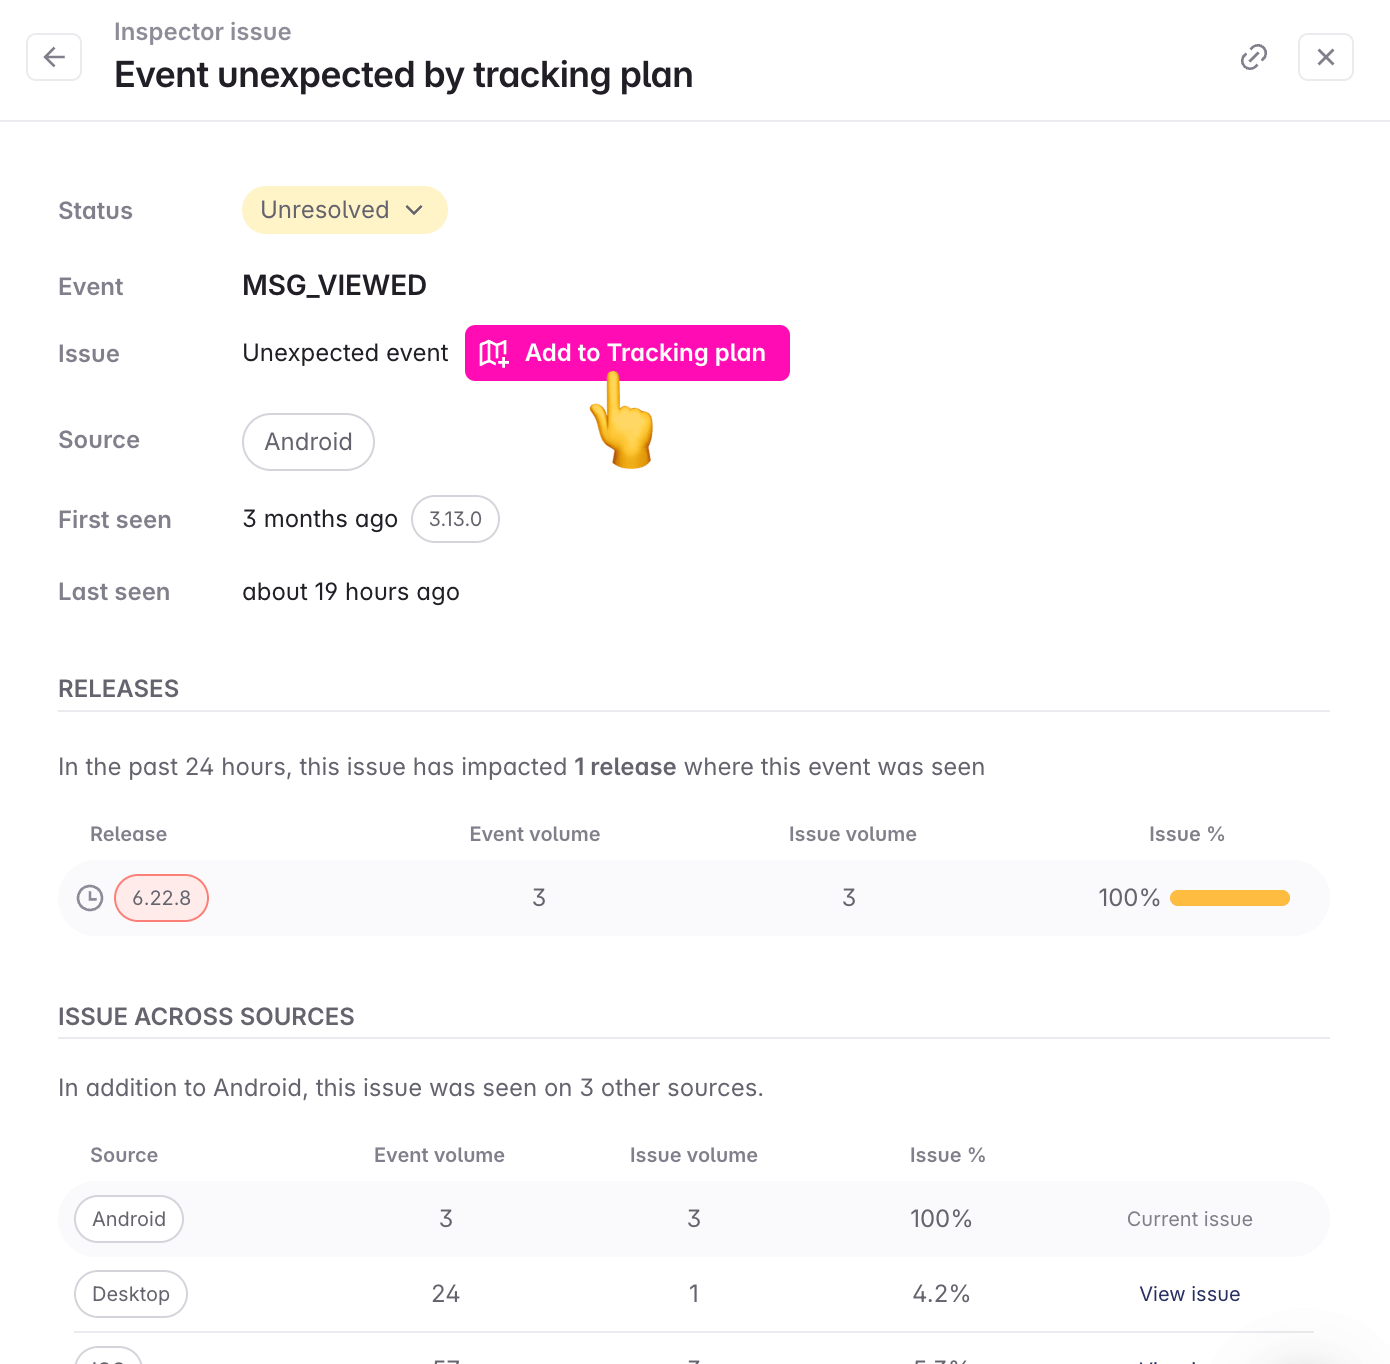 Inspector issue
Event unexpected by tracking plan
Status Unresolved
Event MSG_VIEWED
Issue Unexpected event Add to Tracking plan
Source Android
First seen 3 months ago 3.13.0
Last seen about 19 hours ago
RELEASES
In the past 24 hours, this issue has impacted 1 release where this event was seen
Release Event volume Issue volume Issue %
6.22.8 3 3 100%
ISSUE ACROSS SOURCES
In addition to Android, this issue was seen on 3 other sources.
Source Event volume Issue volume Issue %
Android 3 3 100% Current issue
Desktop 24 1 4.2% View issue